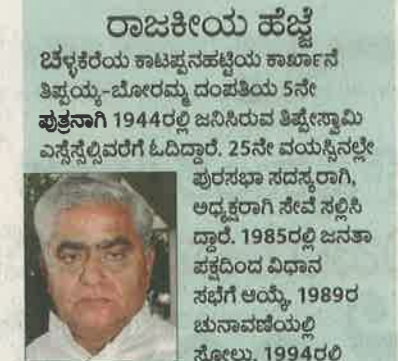 ರಾಜಕೀಯ ಹೆಜ್ಜೆ
ಚಳ್ಳಕೆರೆಯ ಕಾಟಪ್ಪನಹಟ್ಟಿಯ ಕಾರ್ಖಾನೆ
ತಿಪ್ಪಯ್ಯ-ಬೋರಮ್ಮ ದಂಪತಿಯ 5ನೇ
ಪುತ್ರನಾಗಿ 1944ರಲ್ಲಿ ಜನಿಸಿರುವ ತಿಪ್ಪೇಸ್ವಾಮಿ
ಎಸ್ಸೆಸ್ಸೆಲ್ಸಿವರೆಗೆ ಓದಿದ್ದಾರೆ. 25ನೇ ವಯಸ್ಸಿನಲ್ಲೇ
ಪುರಸಭಾ ಸದಸ್ಯರಾಗಿ,
ಅಧ್ಯಕ್ಷರಾಗಿ ಸೇವೆ ಸಲ್ಲಿಸಿ
ದ್ದಾರೆ. 1985ರಲ್ಲಿ ಜನತಾ
ಪಕ್ಷದಿಂದ ವಿಧಾನ
ಸಭೆಗೆ ಆಯ್ಕೆ, 1989ರ
ಚುನಾವಣೆಯಲ್ಲಿ
ಸೋಲು, 1994ರಲ್ಲಿ